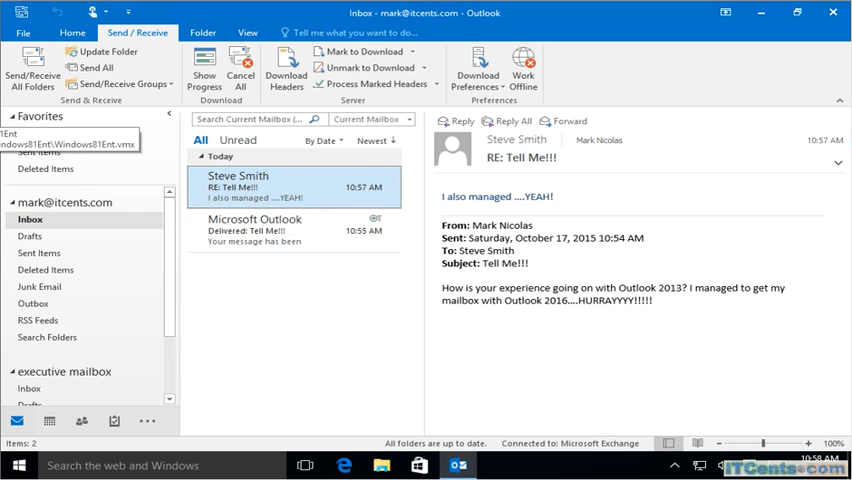 Inbox - mark@itcents.com - Outlook
File Home Send / Receive Folder View Tell me what you want to do...
Send/Receive All Folders
Update Folder
Send All
Send/Receive Groups
Send & Receive
Show Progress
Cancel All
Download
Download Headers
Mark to Download
Unmark to Download
Process Marked Headers
Server
Download Preferences
Work Offline
Preferences
Favorites
1Ent
indows81Ent\Windows81Ent.vmx
Sent Items
Deleted Items
mark@itcents.com
Inbox
Drafts
Sent Items
Deleted Items
Junk Email
Outbox
RSS Feeds
Search Folders
executive mailbox
Inbox
Drafts
Search Current Mailbox (... Current Mailbox
All Unread By Date Newest
Today
Steve Smith
RE: Tell Me!!! 10:57 AM
I also managed ....YEAH!
Microsoft Outlook
Delivered: Tell Me!!! 10:55 AM
Your message has been
Reply Reply All Forward
Steve Smith Mark Nicolas 10:57 AM
RE: Tell Me!!!
I also managed ....YEAH!
From: Mark Nicolas
Sent: Saturday, October 17, 2015 10:54 AM
To: Steve Smith
Subject: Tell Me!!!
How is your experience going on with Outlook 2013? I managed to get my
mailbox with Outlook 2016....HURRAYYYY!!!!!
Items: 2 All folders are up to date. Connected to: Microsoft Exchange 100%
Search the web and Windows
10:58 AM
ITCents.com